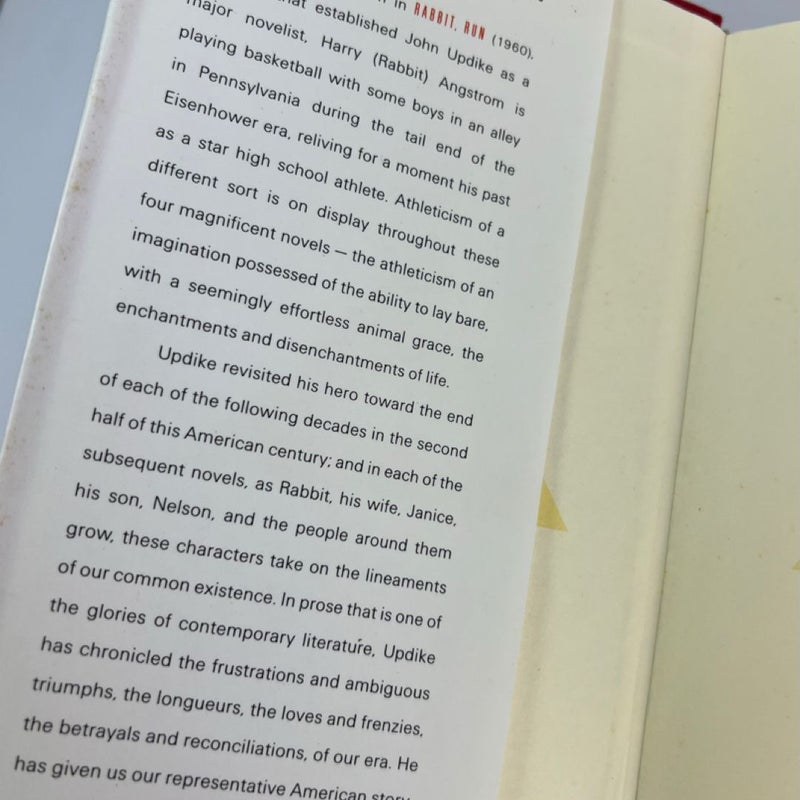 in RABBIT, RUN (1960),
that established John Updike as a
major novelist, Harry (Rabbit) Angstrom is
playing basketball with some boys in an alley
in Pennsylvania during the tail end of the
Eisenhower era, reliving for a moment his past
as a star high school athlete. Athleticism of a
different sort is on display throughout these
four magnificent novels — the athleticism of an
imagination possessed of the ability to lay bare,
with a seemingly effortless animal grace, the
enchantments and disenchantments of life.
Updike revisited his hero toward the end
of each of the following decades in the second
half of this American century; and in each of the
subsequent novels, as Rabbit, his wife, Janice,
his son, Nelson, and the people around them
grow, these characters take on the lineaments
of our common existence. In prose that is one of
the glories of contemporary literature, Updike
has chronicled the frustrations and ambiguous
triumphs, the longueurs, the loves and frenzies,
the betrayals and reconciliations, of our era. He
has given us our representative American story.